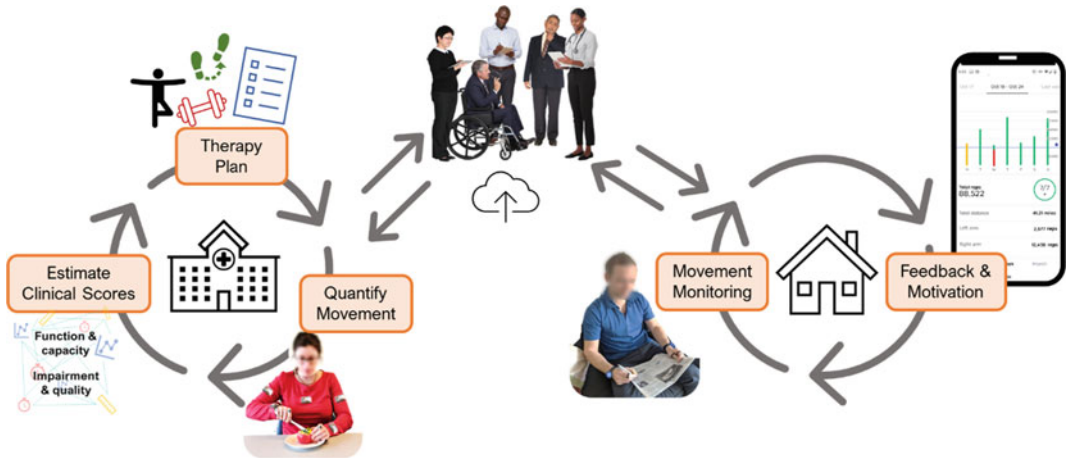 Therapy
Plan
Estimate
Clinical Scores
Function &
capacity
Impairment
& quality
Quantify
Movement
Movement
Monitoring
Feedback &
Motivation
Total reps
88,522
7/7
Total distance
Left arm
Right arm